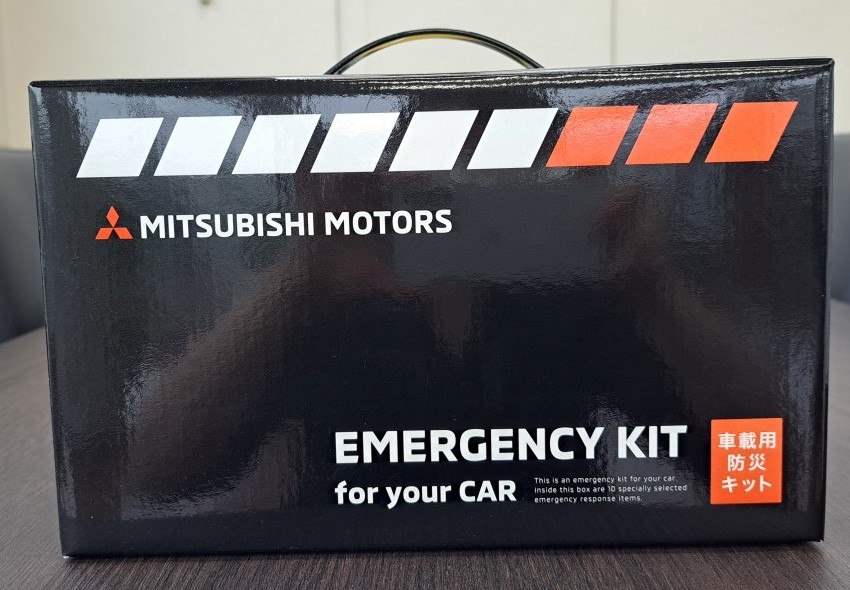 MITSUBISHI MOTORS
EMERGENCY KIT
for your CAR
This is an emergency kit for your car.
Inside this box are 10 specially selected
emergency response items.
車載用
防災
キット